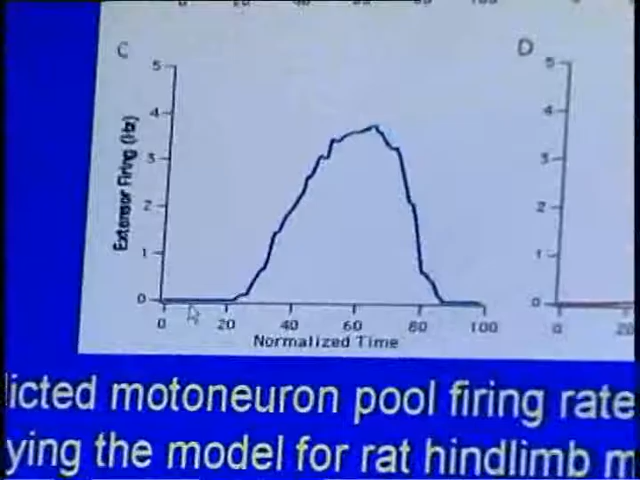 C
D
5
4
3
2
1
0
Extensor Firing (Hz)
0 20 40 60 80 100
Normalized Time
5
4
3
2
1
0
0 20
licted motoneuron pool firing rate
ying the model for rat hindlimb m